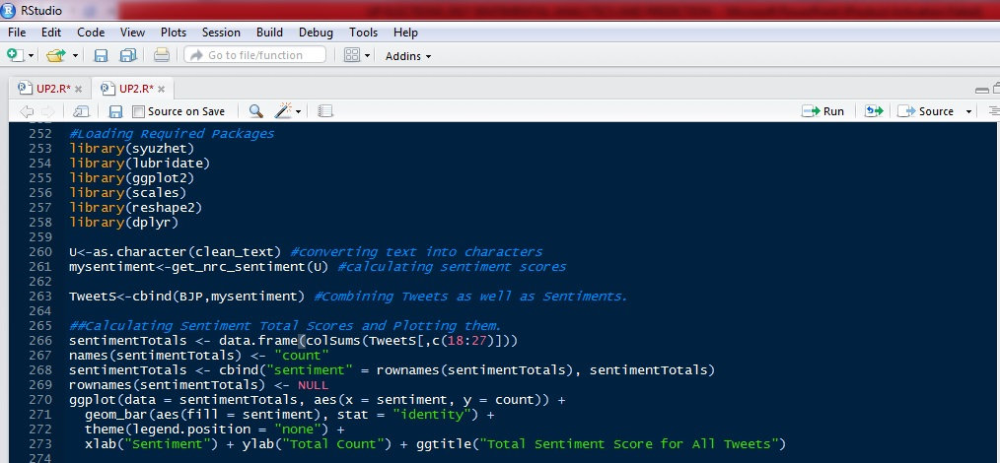 RStudio
File Edit Code View Plots Session Build Debug Tools Help
Go to file/function Addins
UP2.R* UP2.R*
Source on Save Run Source
252 #Loading Required Packages
253 library(syuzhet)
254 library(lubridate)
255 library(ggplot2)
256 library(scales)
257 library(reshape2)
258 library(dplyr)
259
260 U<-as.character(clean_text) #converting text into characters
261 mysentiment<-get_nrc_sentiment(U) #calculating sentiment scores
262
263 TweetS<-cbind(BJP,mysentiment) #Combining Tweets as well as Sentiments.
264
265 ##Calculating Sentiment Total Scores and Plotting them.
266 sentimentTotals <- data.frame(colSums(TweetS[,c(18:27)]))
267 names(sentimentTotals) <- "count"
268 sentimentTotals <- cbind("sentiment" = rownames(sentimentTotals), sentimentTotals)
269 rownames(sentimentTotals) <- NULL
270 ggplot(data = sentimentTotals, aes(x = sentiment, y = count)) +
271 geom_bar(aes(fill = sentiment), stat = "identity") +
272 theme(legend.position = "none") +
273 xlab("Sentiment") + ylab("Total Count") + ggtitle("Total Sentiment Score for All Tweets")
274